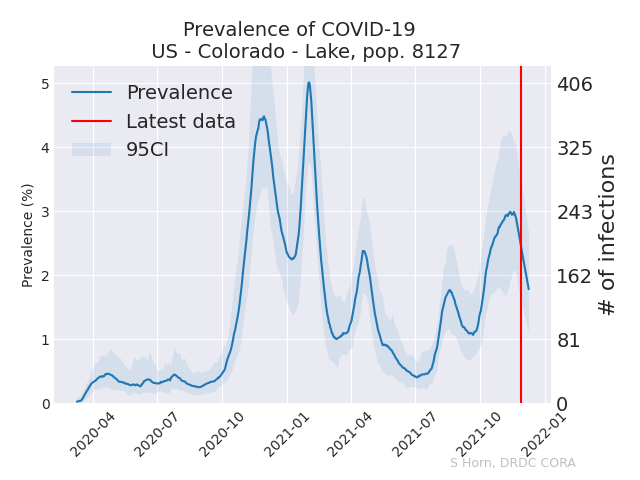 Prevalence of COVID-19
US - Colorado - Lake, pop. 8127
Prevalence
Latest data
95CI
Prevalence (%)
5
4
3
2
1
0
406
325
243
162
81
0
# of infections
2020-04
2020-07
2020-10
2021-01
2021-04
2021-07
2021-10
2022-01
S Horn, DRDC CORA